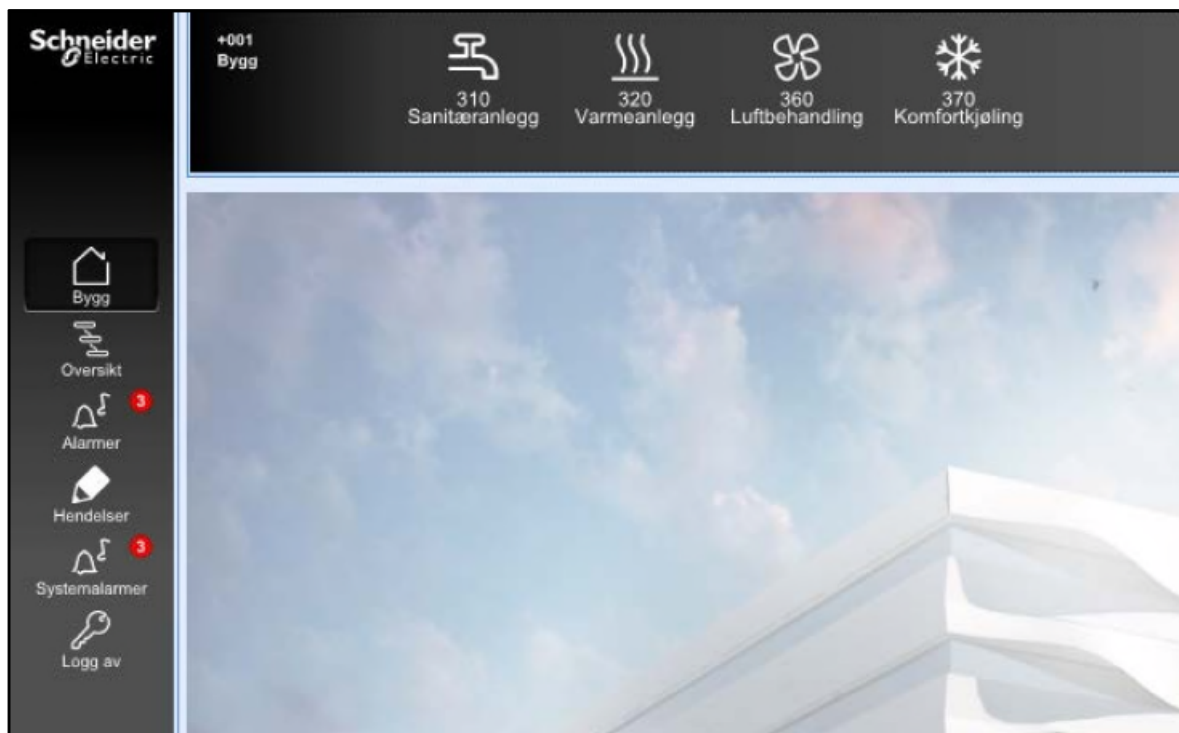 Schneider
Electric
+001
Bygg
310
Sanitæranlegg
320
Varmeanlegg
360
Luftbehandling
370
Komfortkjøling
Bygg
Oversikt
3
Alarmer
Hendelser
3
Systemalarmer
Logg av